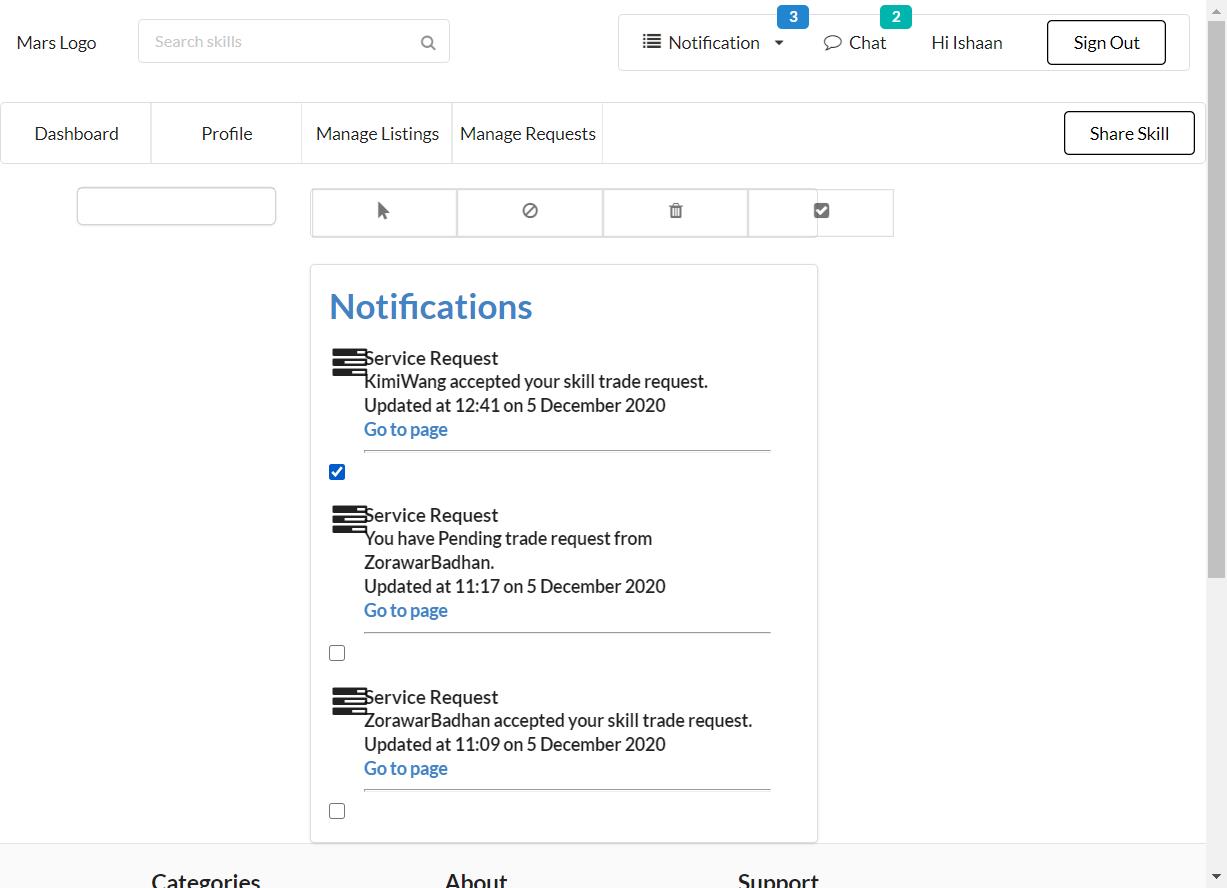 Mars Logo
Search skills
3
2
Notification
Chat
Hi Ishaan
Sign Out
Dashboard
Profile
Manage Listings
Manage Requests
Share Skill
Notifications
Service Request
KimiWang accepted your skill trade request.
Updated at 12:41 on 5 December 2020
Go to page
Service Request
You have Pending trade request from
ZorawarBadhan.
Updated at 11:17 on 5 December 2020
Go to page
Service Request
ZorawarBadhan accepted your skill trade request.
Updated at 11:09 on 5 December 2020
Go to page
Categories
About
Support